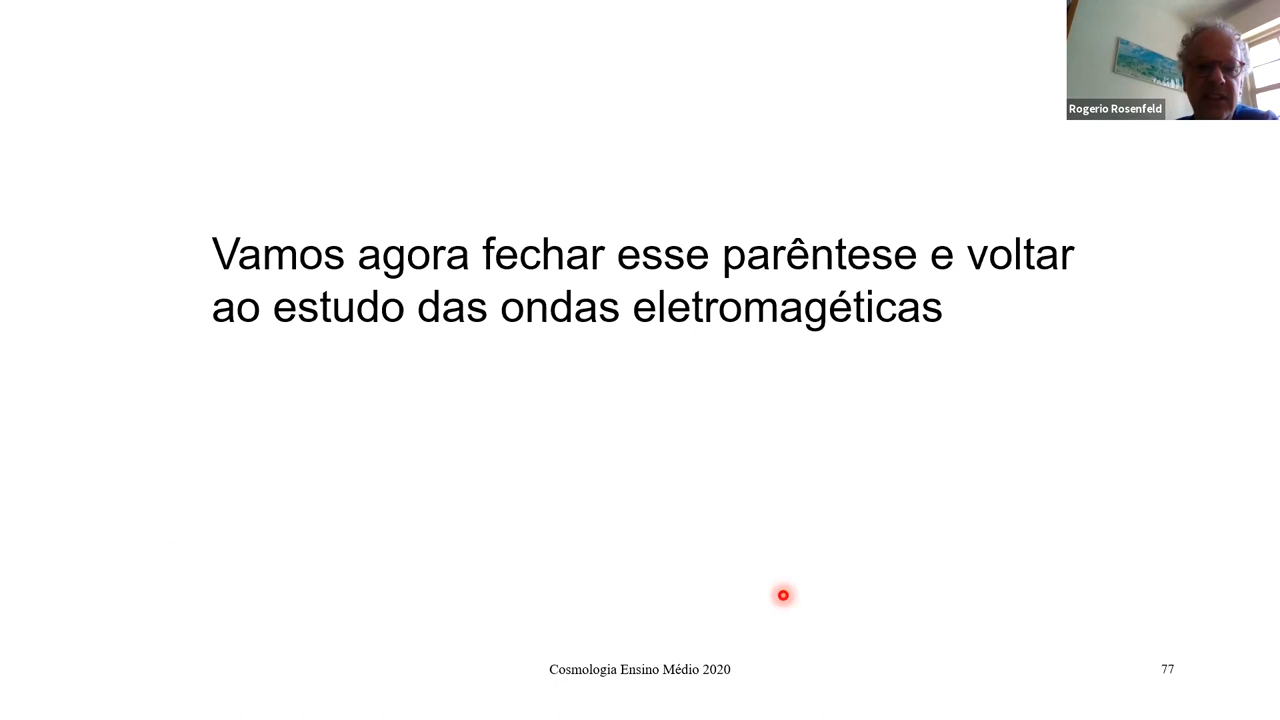 Rogerio Rosenfeld
Vamos agora fechar esse parêntese e voltar
ao estudo das ondas eletromagéticas
Cosmologia Ensino Médio 2020
77